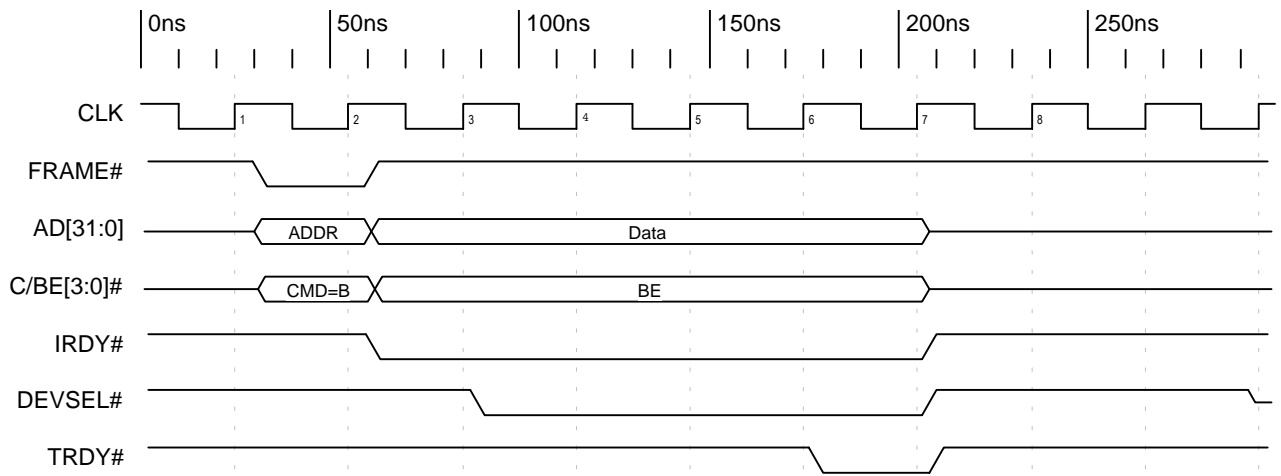 0ns 50ns 100ns 150ns 200ns 250ns
CLK 1 2 3 4 5 6 7 8
FRAME#
AD[31:0] ADDR Data
C/BE[3:0]# CMD=B BE
IRDY#
DEVSEL#
TRDY#